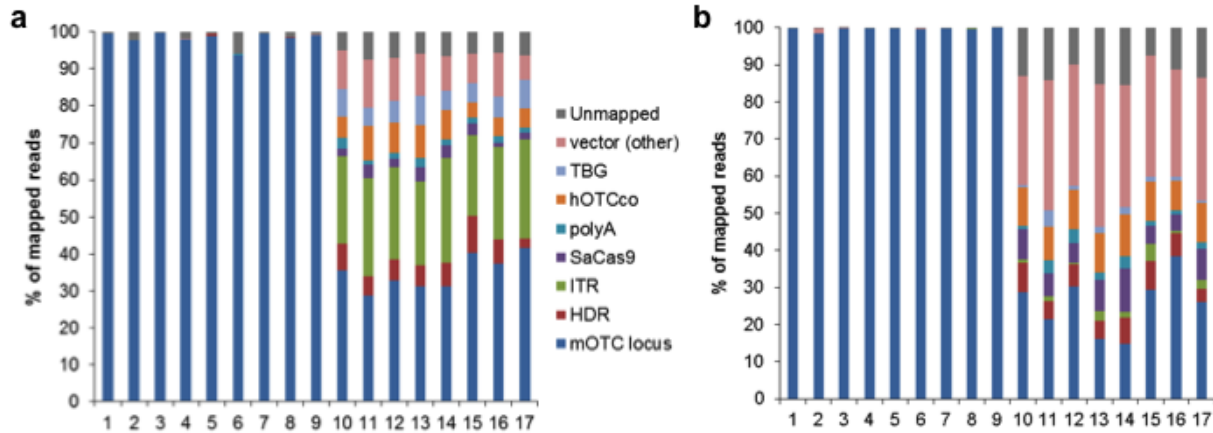 a
% of mapped reads
100
90
80
70
60
50
40
30
20
10
0
1 2 3 4 5 6 7 8 9 10 11 12 13 14 15 16 17
Unmapped
vector (other)
TBG
hOTCco
polyA
SaCas9
ITR
HDR
mOTC locus
b
% of mapped reads
100
90
80
70
60
50
40
30
20
10
0
1 2 3 4 5 6 7 8 9 10 11 12 13 14 15 16 17